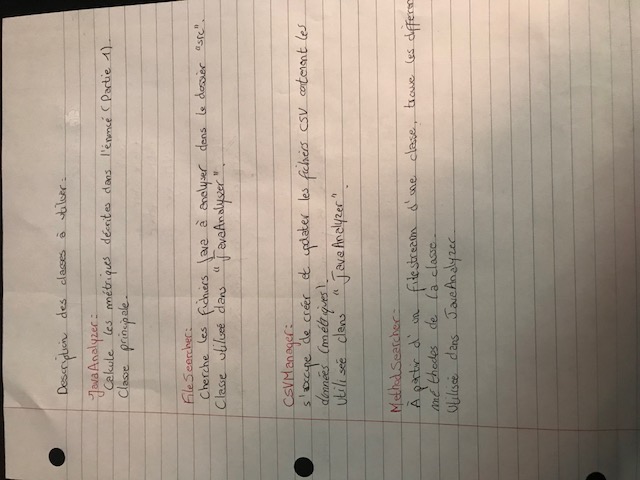 Description des classes à utiliser:
JavaAnalyzer:
Calcule les métriques décrites dans l'énoncé (Partie 1).
Classe principale.
FileSearcher:
Cherche les fichiers Java à analyser dans le dossier "src".
Classe utilisée dans "JavaAnalyser".
CSVManager:
s'occupe de créer et updater les fichiers CSV contenant les
données (métriques).
Utilisée dans "JavaAnalyzer".
MethodSearcher:
À partir d'un filestream d'une classe, trouve les différen
méthodes de la classe.
Utilisée dans JavaAnalyzer.